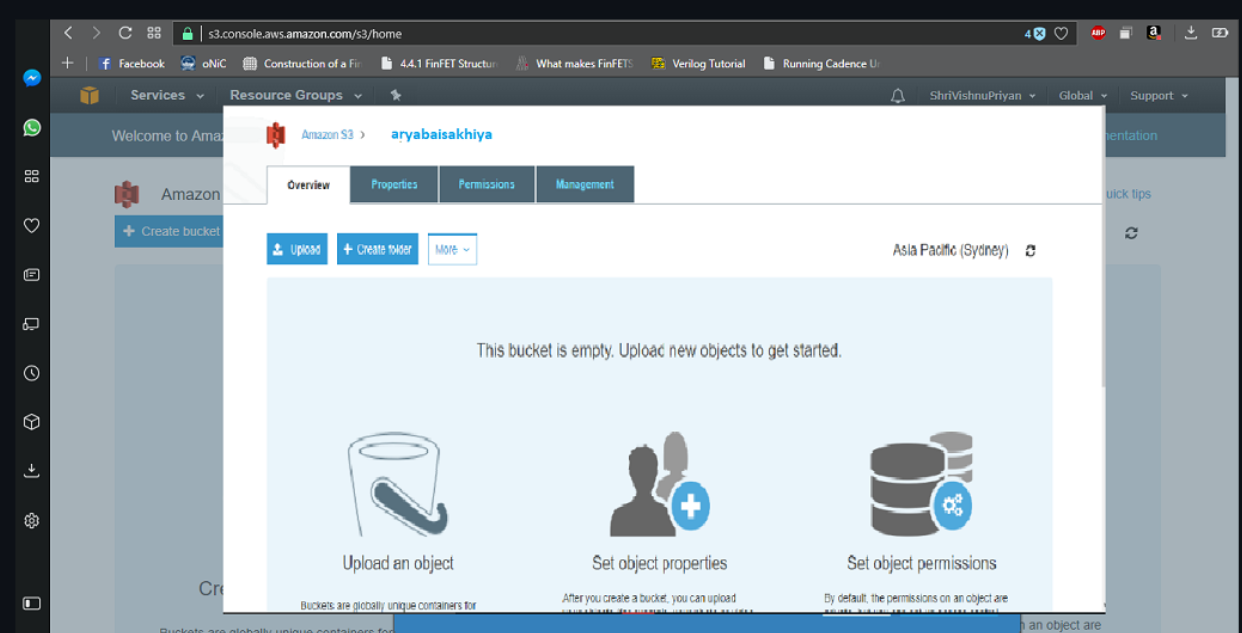 s3.console.aws.amazon.com/s3/home
4
ABP
Facebook oNiC Construction of a Fi 4.4.1 FinFET Structur What makes FinFETS Verilog Tutorial Running Cadence U
Services Resource Groups ShriVishnuPriyan Global Support
Welcome to Ama entation
Amazon S3 > aryabaisakhiya
Overview Properties Permissions Management
Amazon uick tips
Create bucket
Upload + Create folder More Asia Pacific (Sydney)
This bucket is empty. Upload new objects to get started.
Upload an object Set object properties Set object permissions
Cre
Buckets are globally unique containers for After you create a bucket, you can upload By default, the permissions on an object are
Buckets are globally unique containers for n an object are